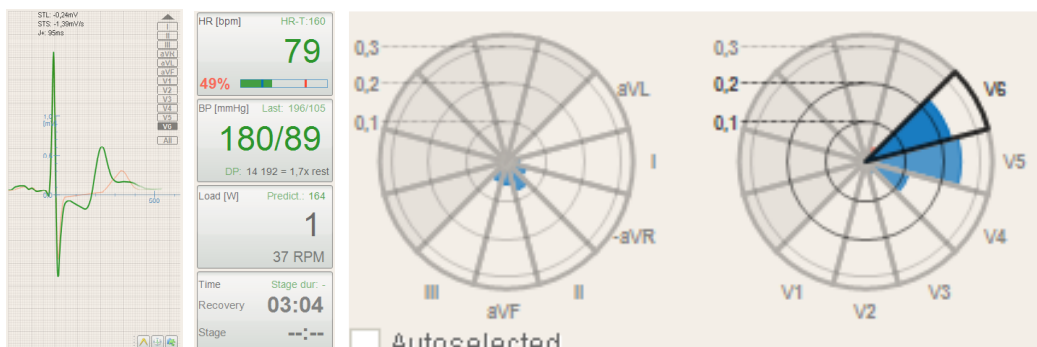 STL: -0,24mV
STS: -1,39mV/s
J+: 95ms
I
II
III
aVR
aVL
aVF
V1
V2
V3
V4
V5
V6
All
1,0
[mV]
0,5
0,0
500
HR [bpm] HR-T:160
79
49%
BP [mmHg] Last: 196/105
180/89
DP: 14 192 = 1,7x rest
Load [W] Predict.: 164
1
37 RPM
Time Stage dur: -
Recovery 03:04
Stage --:--
0,3
0,2
0,1
aVL
I
-aVR
II
aVF
III
Autoselected
0,3
0,2
0,1
V6
V5
V4
V3
V2
V1